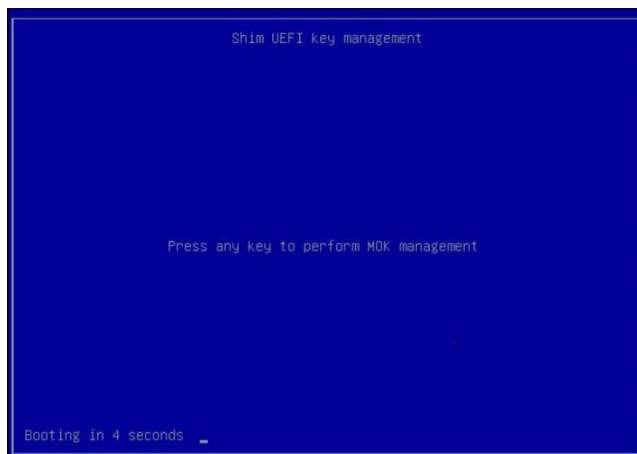 Shim UEFI key management
Press any key to perform MOK management
Booting in 4 seconds